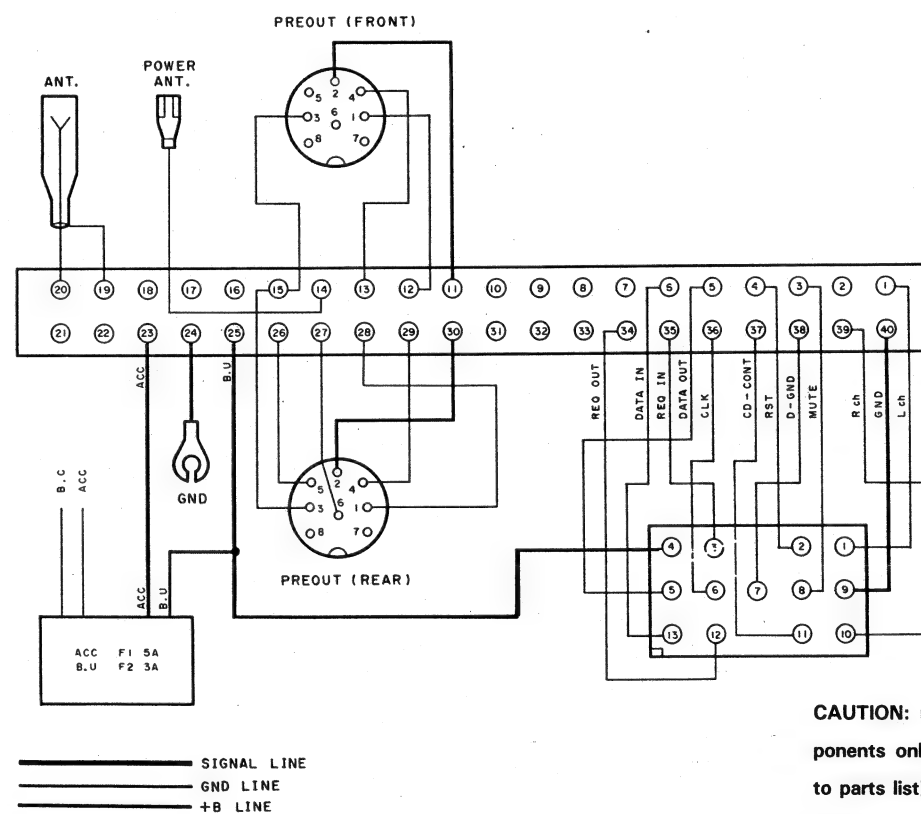 PREOUT (FRONT)
ANT.
POWER
ANT.
5 2 4
3 6 1
8 7
20 19 18 17 16 15 14 13 12 11 10 9 8 7 6 5 4 3 2 1
21 22 23 24 25 26 27 28 29 30 31 32 33 34 35 36 37 38 39 40
ACC
B.U
REQ OUT
DATA IN
REQ IN
DATA OUT
CLK
CD-CONT
RST
D-GND
MUTE
R ch
GND
L ch
B.C
ACC
GND
5 2 4
3 6 1
8 7
PREOUT (REAR)
4 3 2 1
5 6 7 8 9
13 12 11 10
ACC
B.U
ACC F1 5A
B.U F2 3A
CAUTION:
ponents
to parts list
SIGNAL LINE
GND LINE
+B LINE